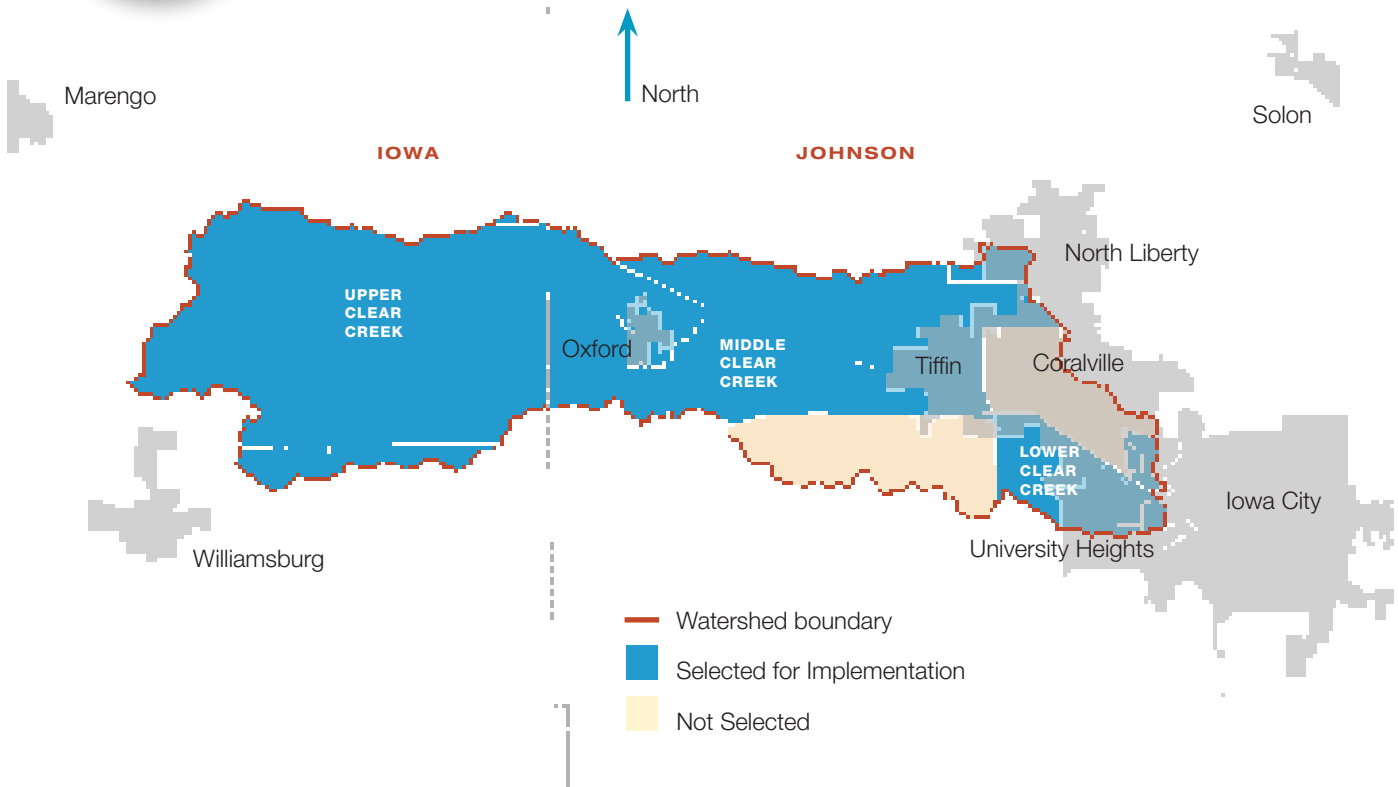 Marengo
North
Solon
IOWA
JOHNSON
North Liberty
UPPER
CLEAR
CREEK
Oxford
MIDDLE
CLEAR
CREEK
Tiffin
Coralville
LOWER
CLEAR
CREEK
Iowa City
University Heights
Williamsburg
Watershed boundary
Selected for Implementation
Not Selected